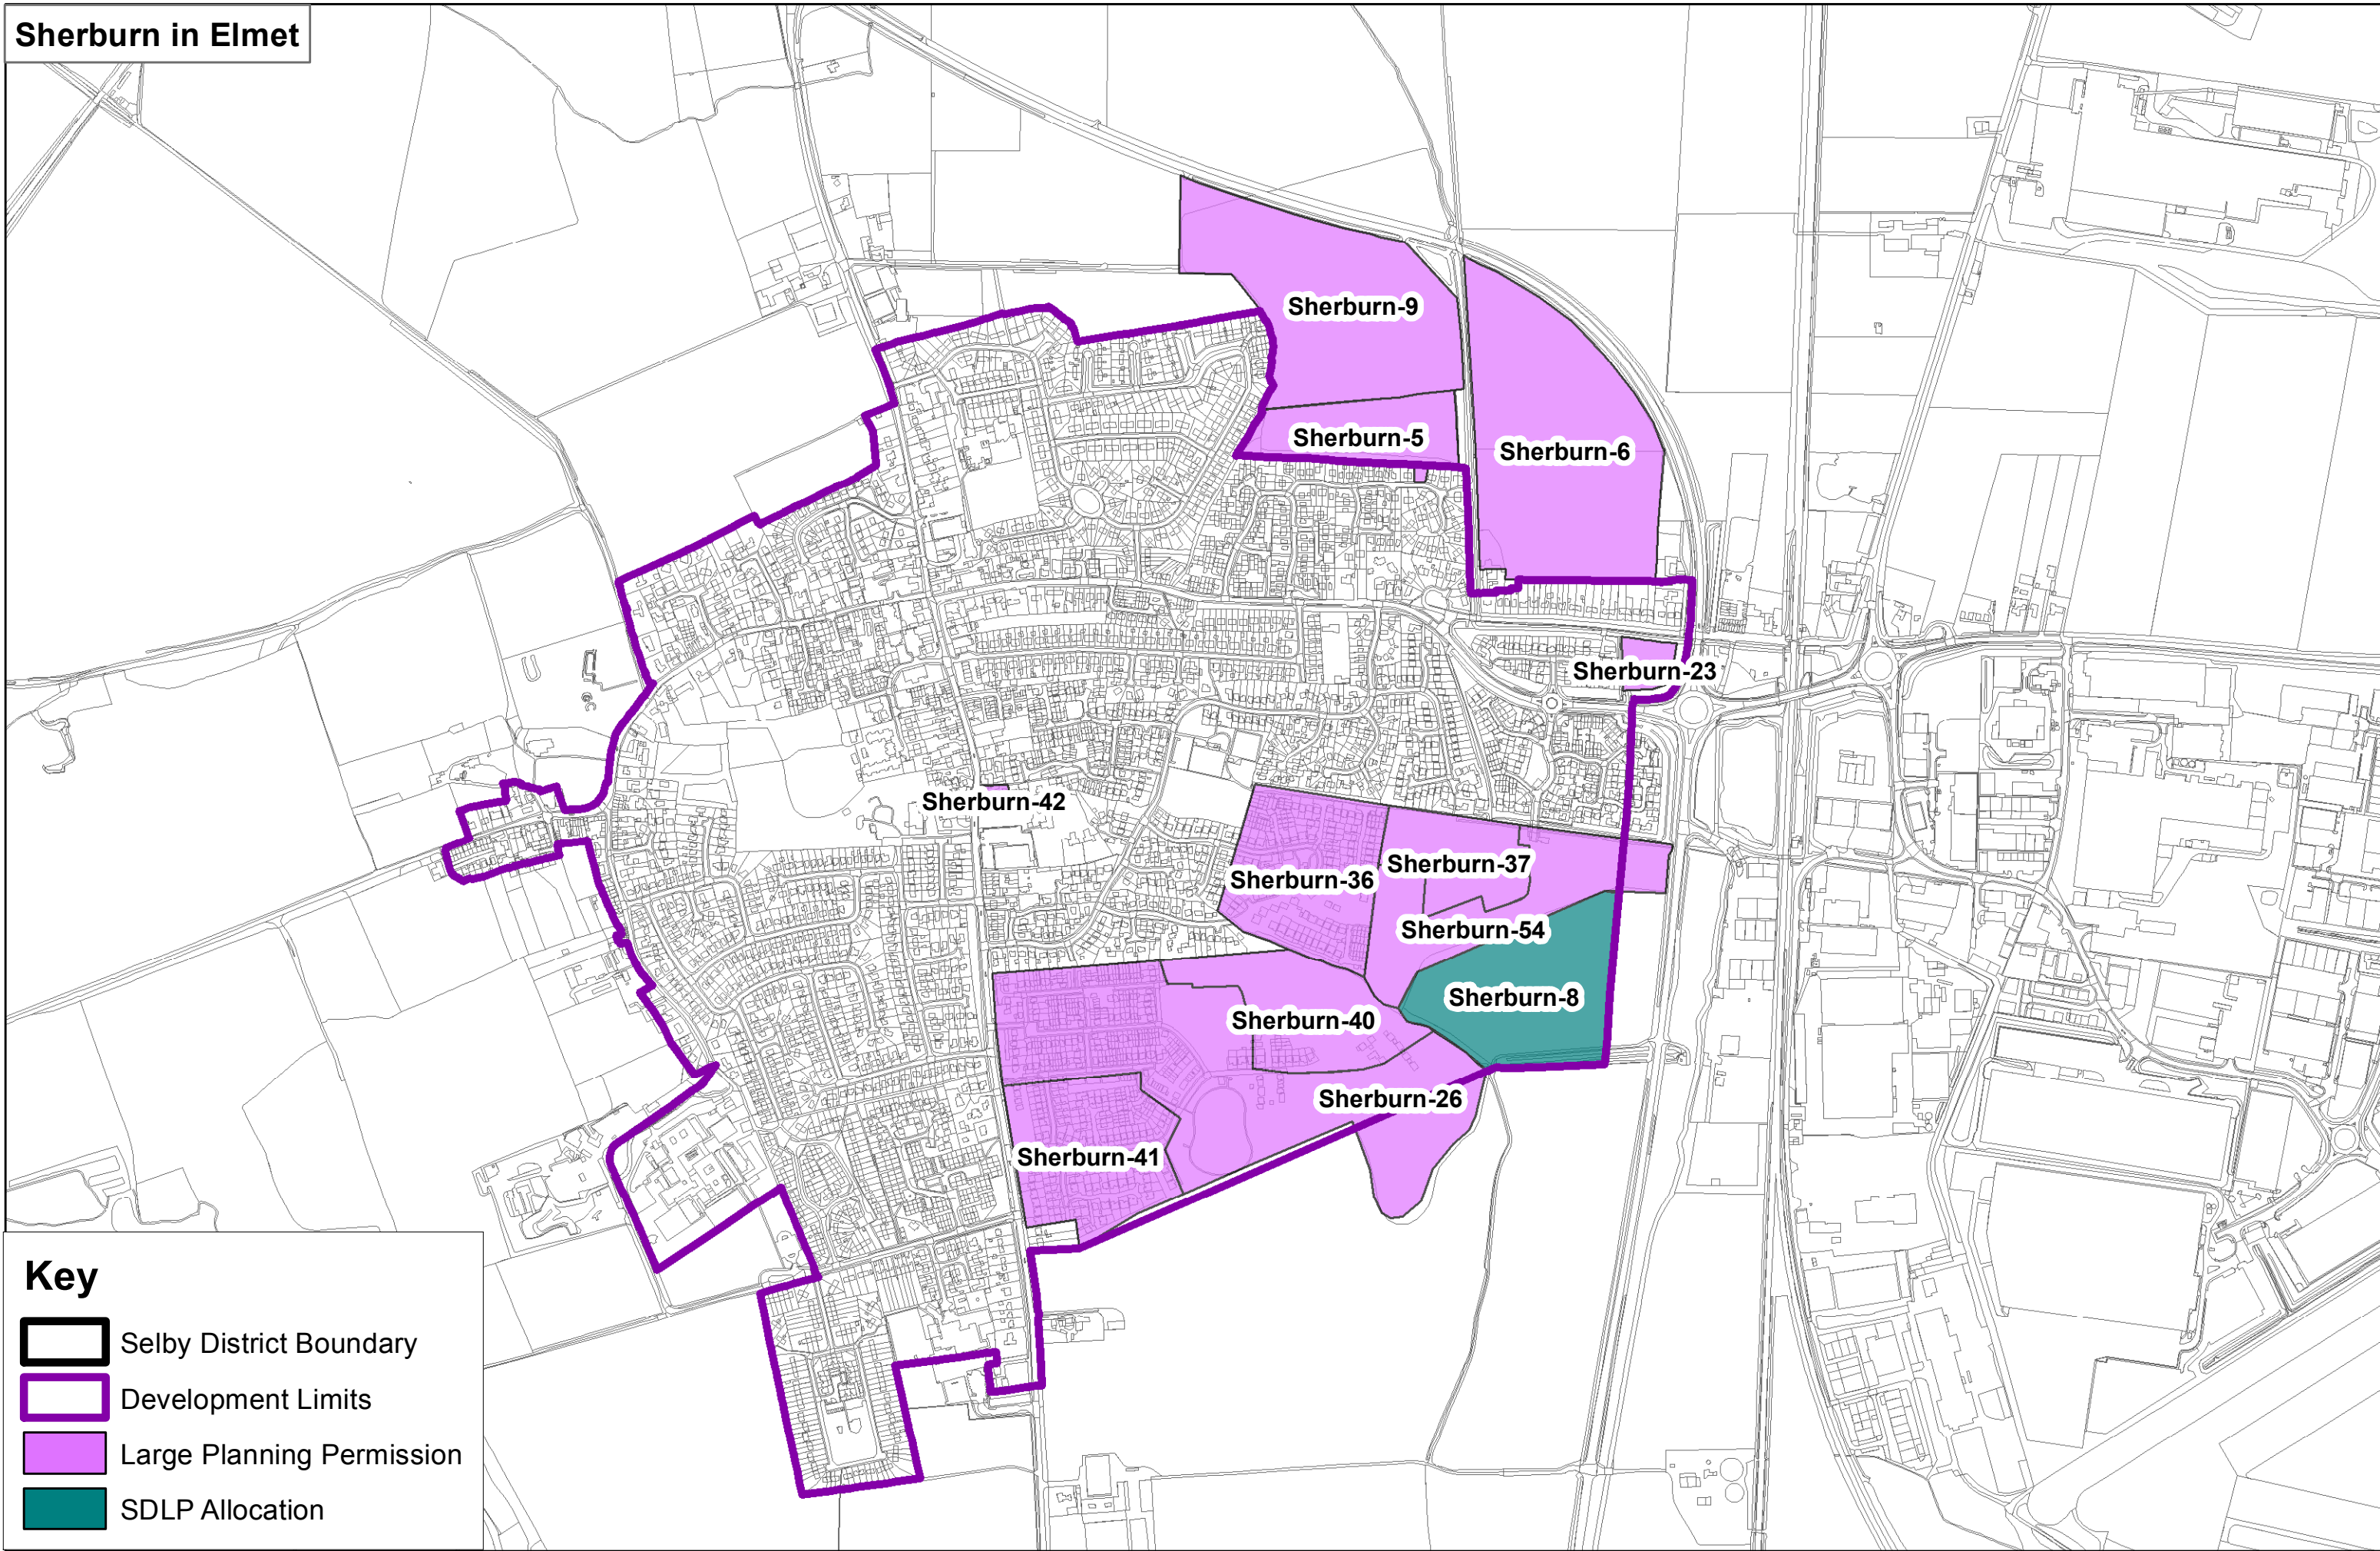 Sherburn in Elmet
Sherburn-9
Sherburn-5
Sherburn-6
Sherburn-23
Sherburn-42
Sherburn-37
Sherburn-36
Sherburn-54
Sherburn-8
Sherburn-40
Sherburn-26
Sherburn-41
Key
Selby District Boundary
Development Limits
Large Planning Permission
SDLP Allocation